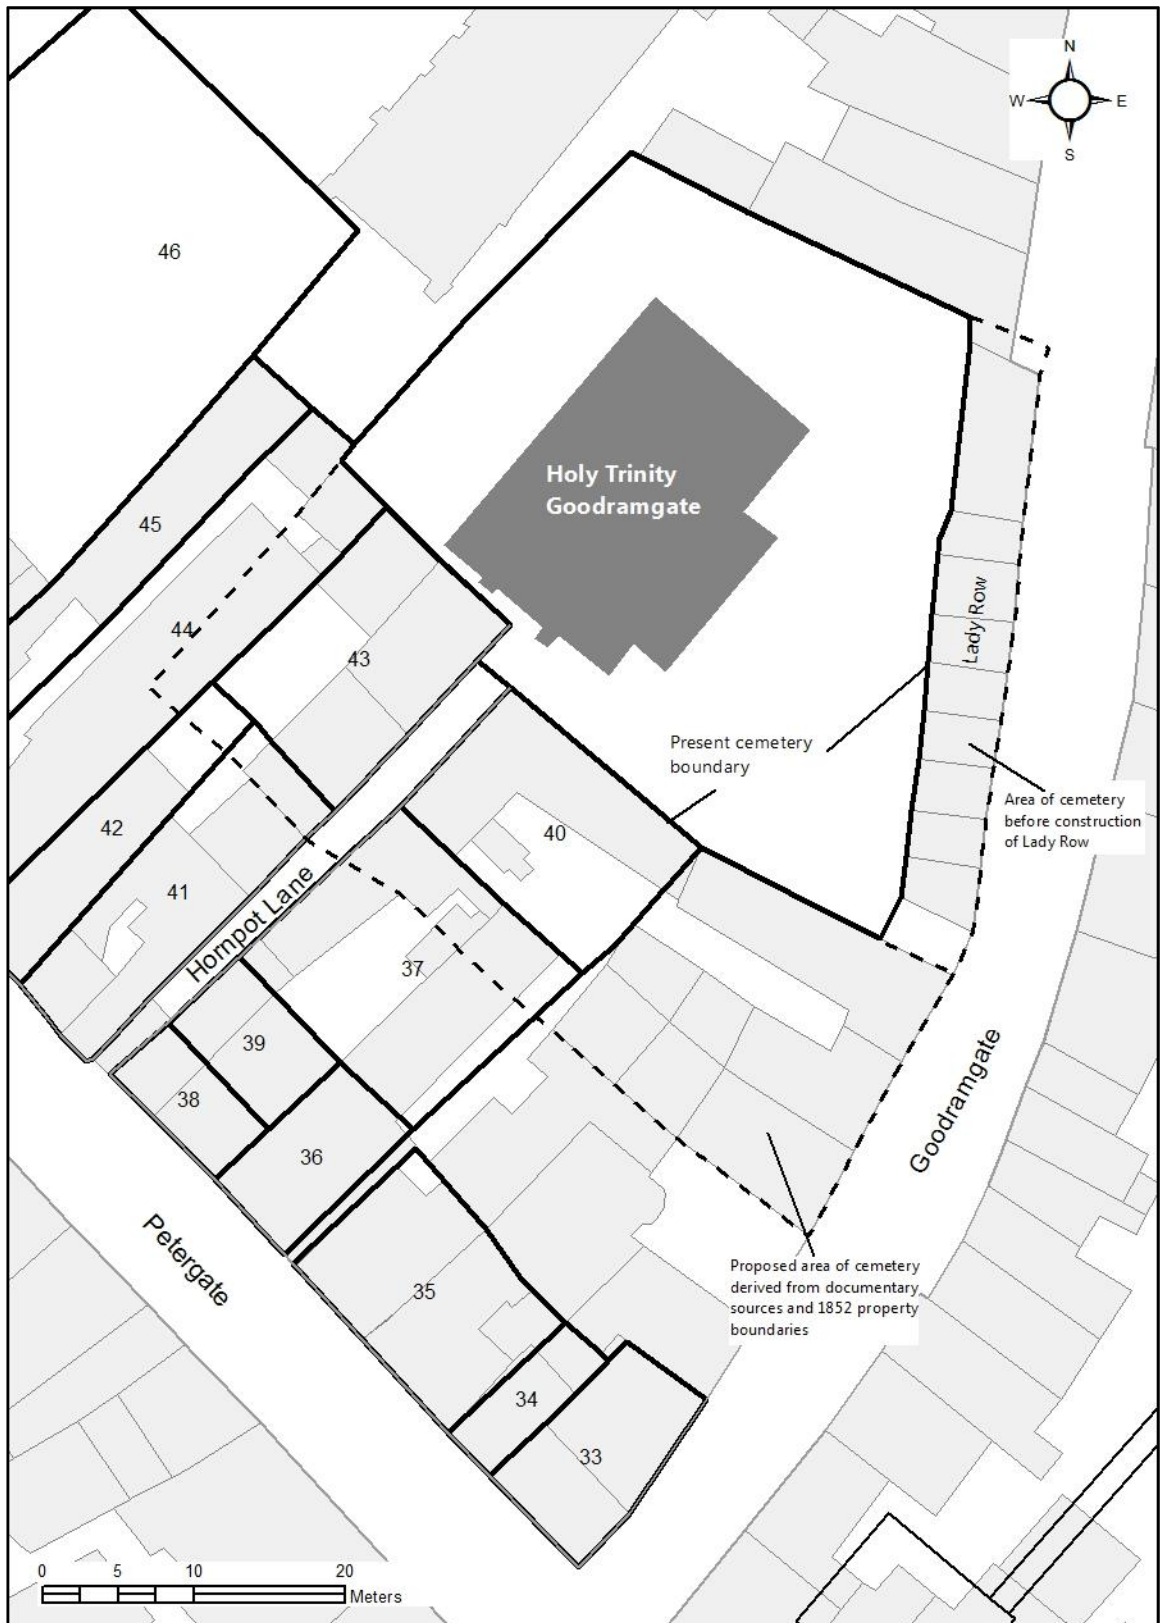 N
W E
S
46
Holy Trinity
Goodramgate
45
44
43
Lady Row
Present cemetery
boundary
Area of cemetery
before construction
of Lady Row
42
40
41
Hornpot Lane
37
39
38
36
Goodramgate
Petergate
Proposed area of cemetery
derived from documentary
sources and 1852 property
boundaries
35
34
33
0 5 10 20
Meters